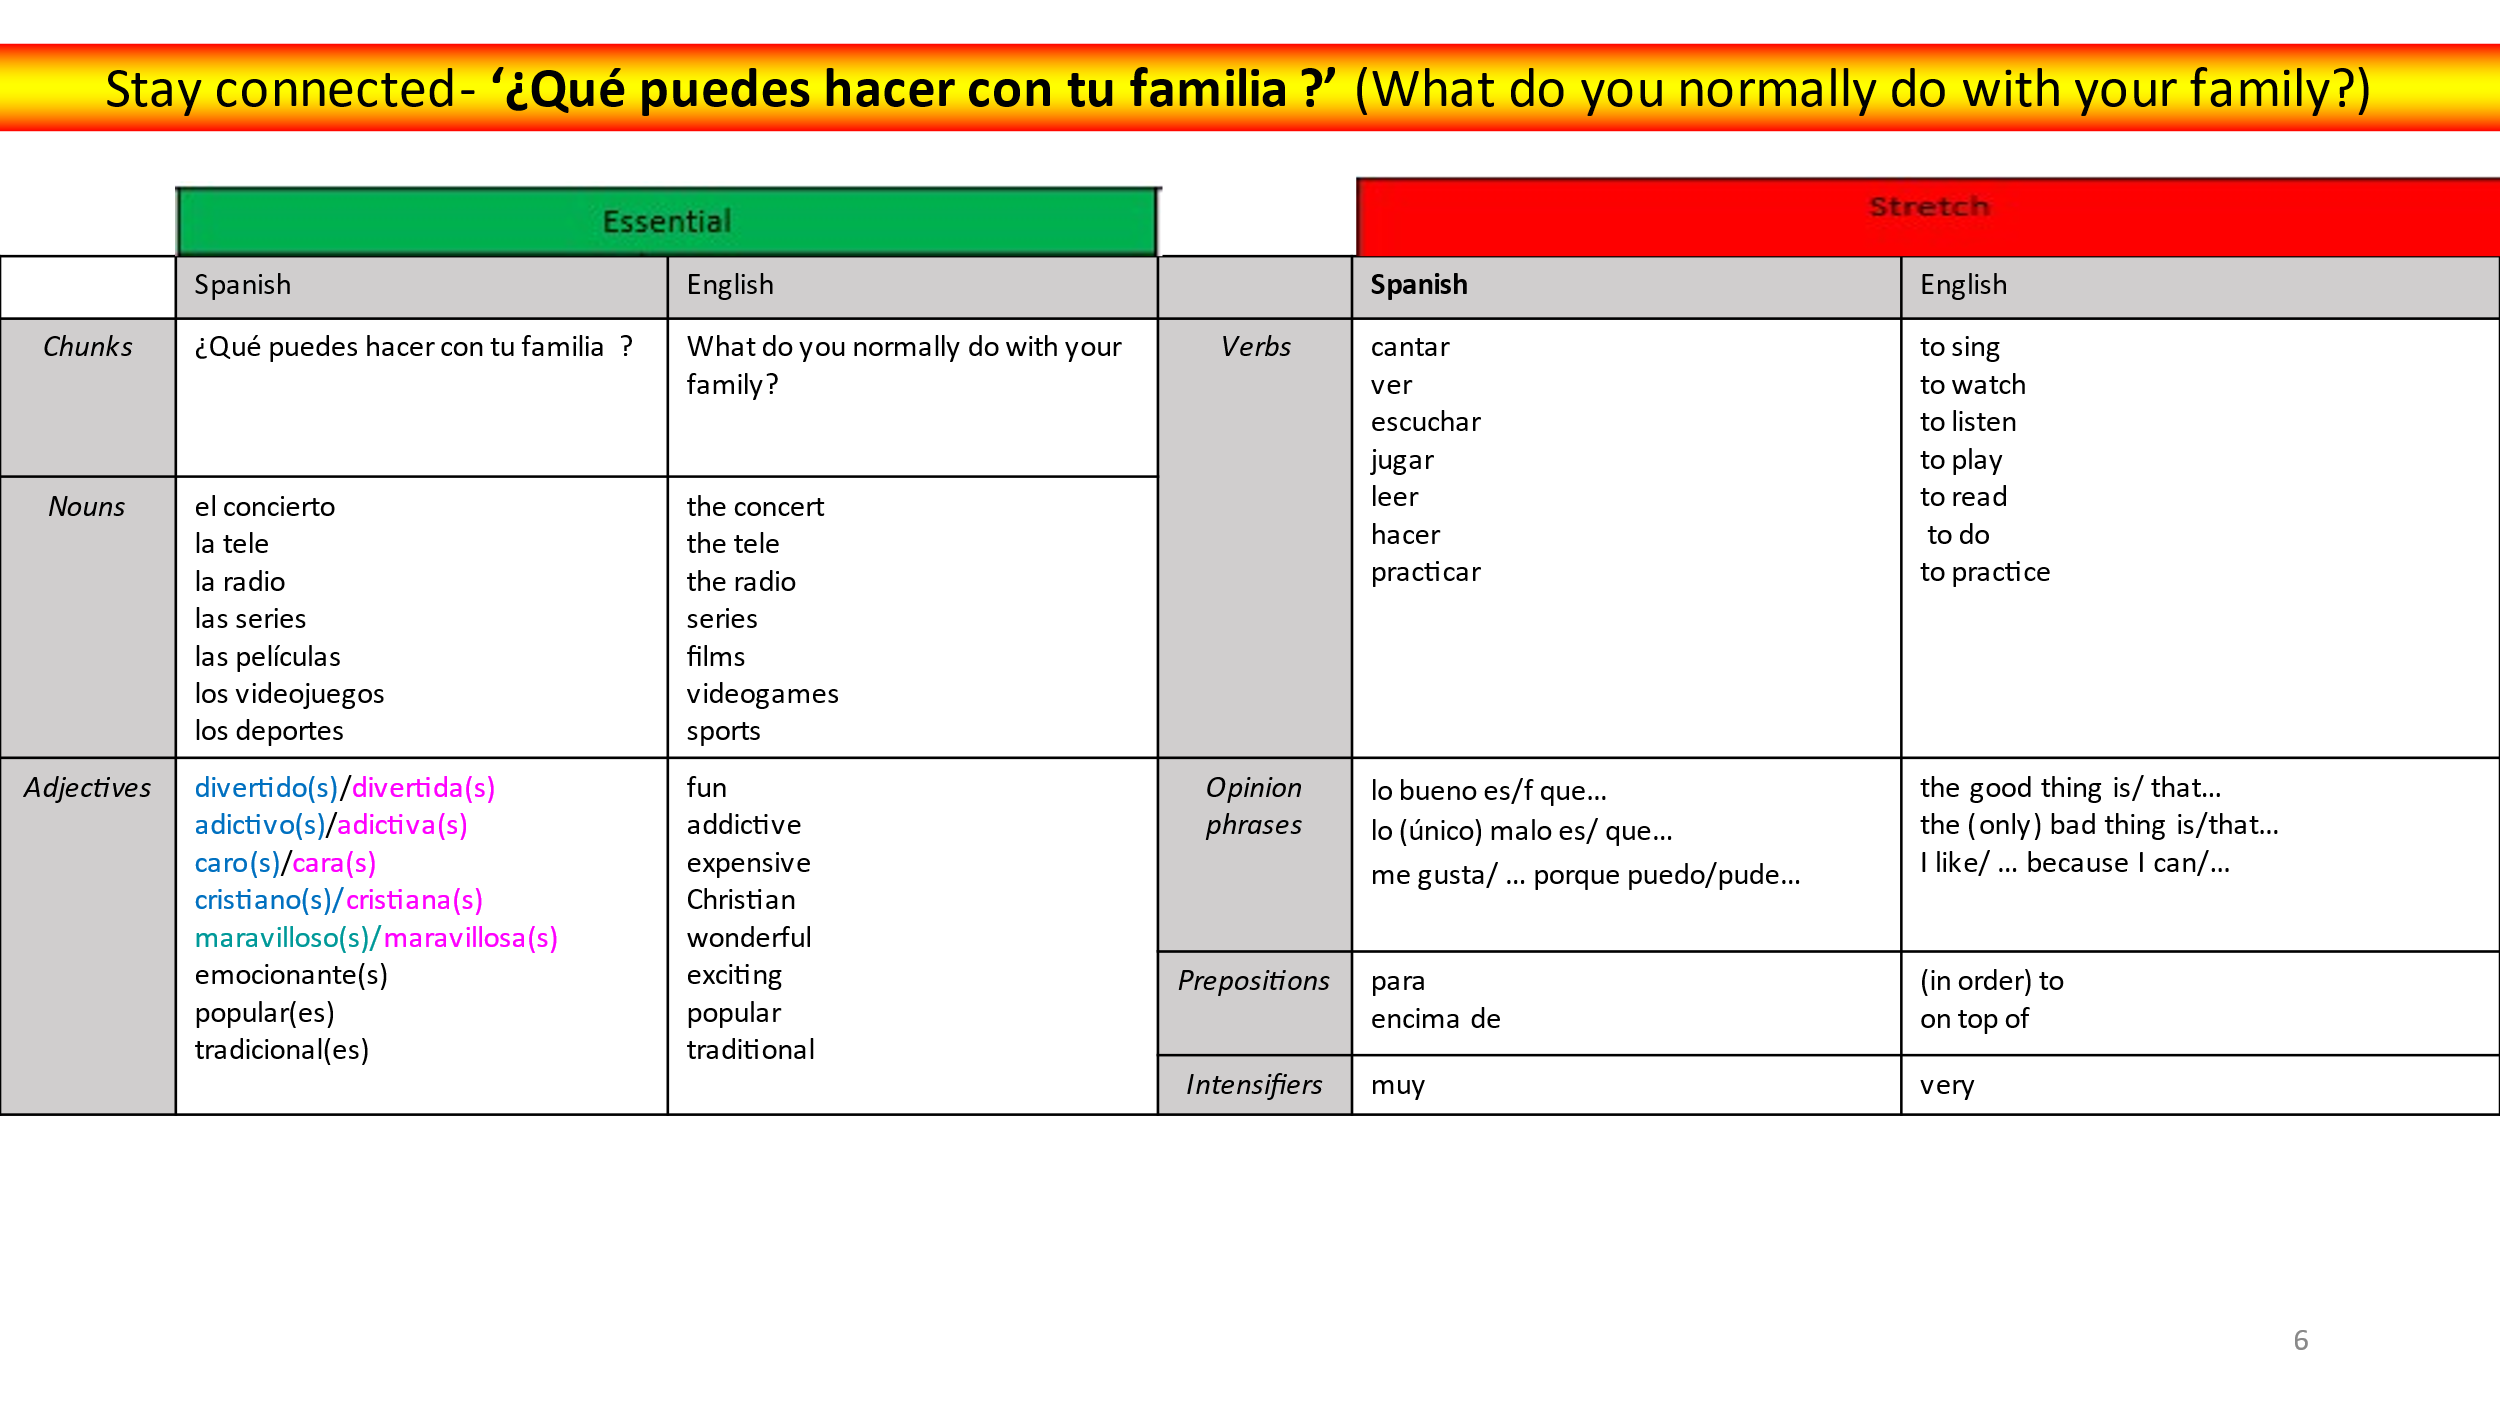 Stay connected- ‘¿Qué puedes hacer con tu familia ?’ (What do you normally do with your family?)
Essential
Stretch
Spanish
English
Spanish
English
Chunks
¿Qué puedes hacer con tu familia ?
What do you normally do with your
family?
Nouns
el concierto
la tele
la radio
las series
las películas
los videojuegos
los deportes
the concert
the tele
the radio
series
films
videogames
sports
Adjectives
divertido(s)/divertida(s)
adictivo(s)/adictiva(s)
caro(s)/cara(s)
cristiano(s)/cristiana(s)
maravilloso(s)/maravillosa(s)
emocionante(s)
popular(es)
tradicional(es)
fun
addictive
expensive
Christian
wonderful
exciting
popular
traditional
Verbs
cantar
ver
escuchar
jugar
leer
hacer
practicar
to sing
to watch
to listen
to play
to read
to do
to practice
Opinion
phrases
lo bueno es/f que...
lo (único) malo es/ que...
me gusta/ ... porque puedo/pude...
the good thing is/ that...
the (only) bad thing is/that...
I like/ ... because I can/...
Prepositions
para
encima de
(in order) to
on top of
Intensifiers
muy
very
6